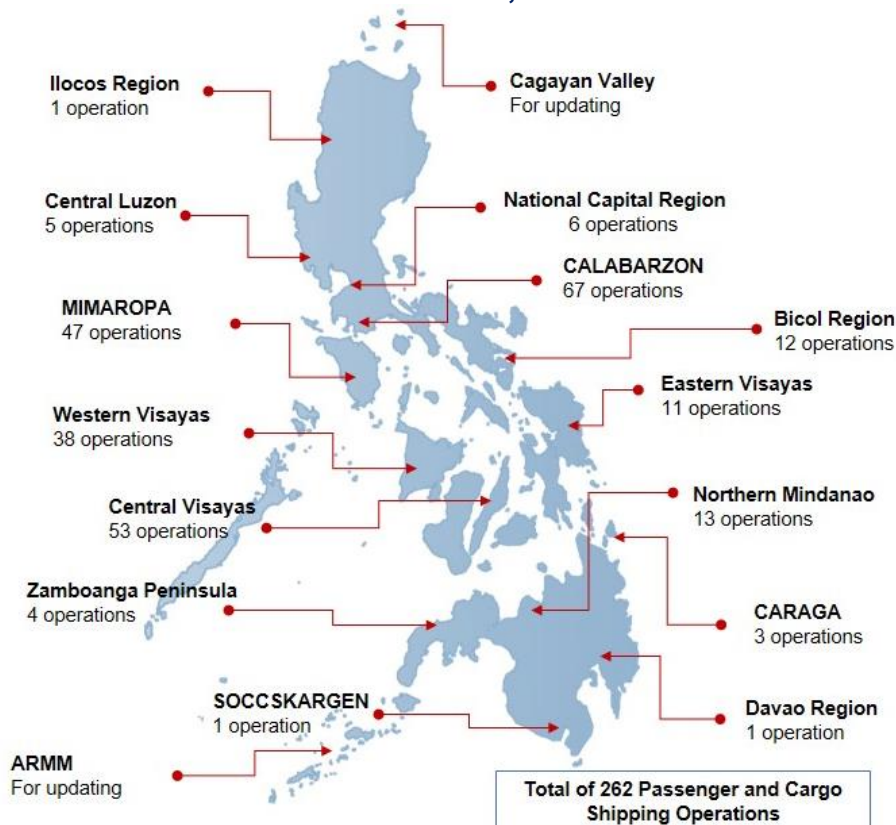 Ilocos Region
1 operation
Cagayan Valley
For updating
Central Luzon
5 operations
National Capital Region
6 operations
CALABARZON
67 operations
MIMAROPA
47 operations
Bicol Region
12 operations
Eastern Visayas
11 operations
Western Visayas
38 operations
Northern Mindanao
13 operations
Central Visayas
53 operations
Zamboanga Peninsula
4 operations
CARAGA
3 operations
SOCCSKARGEN
1 operation
Davao Region
1 operation
ARMM
For updating
Total of 262 Passenger and Cargo
Shipping Operations